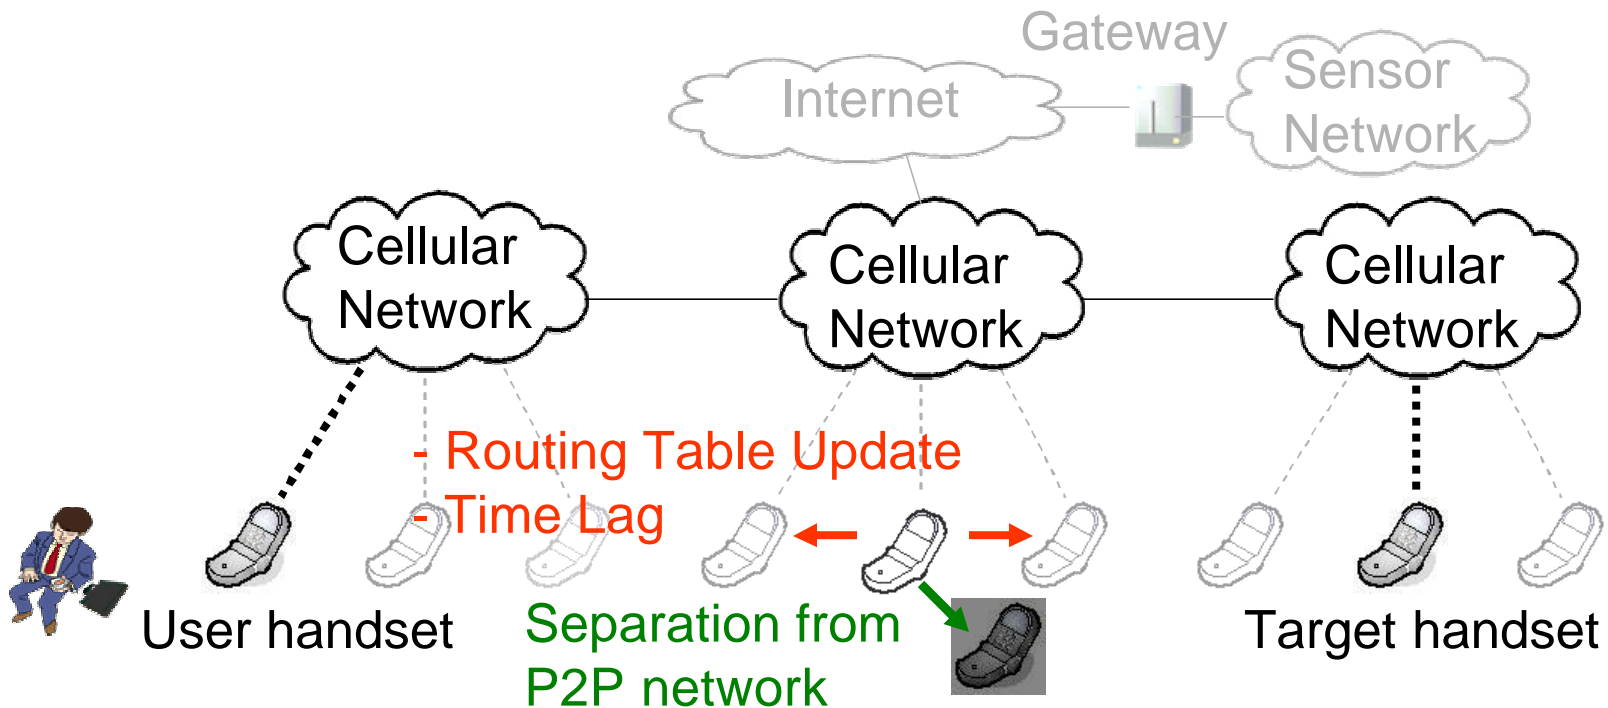 Gateway
Internet
Sensor
Network
Cellular
Network
Cellular
Network
Cellular
Network
- Routing Table Update
- Time Lag
User handset
Separation from
P2P network
Target handset